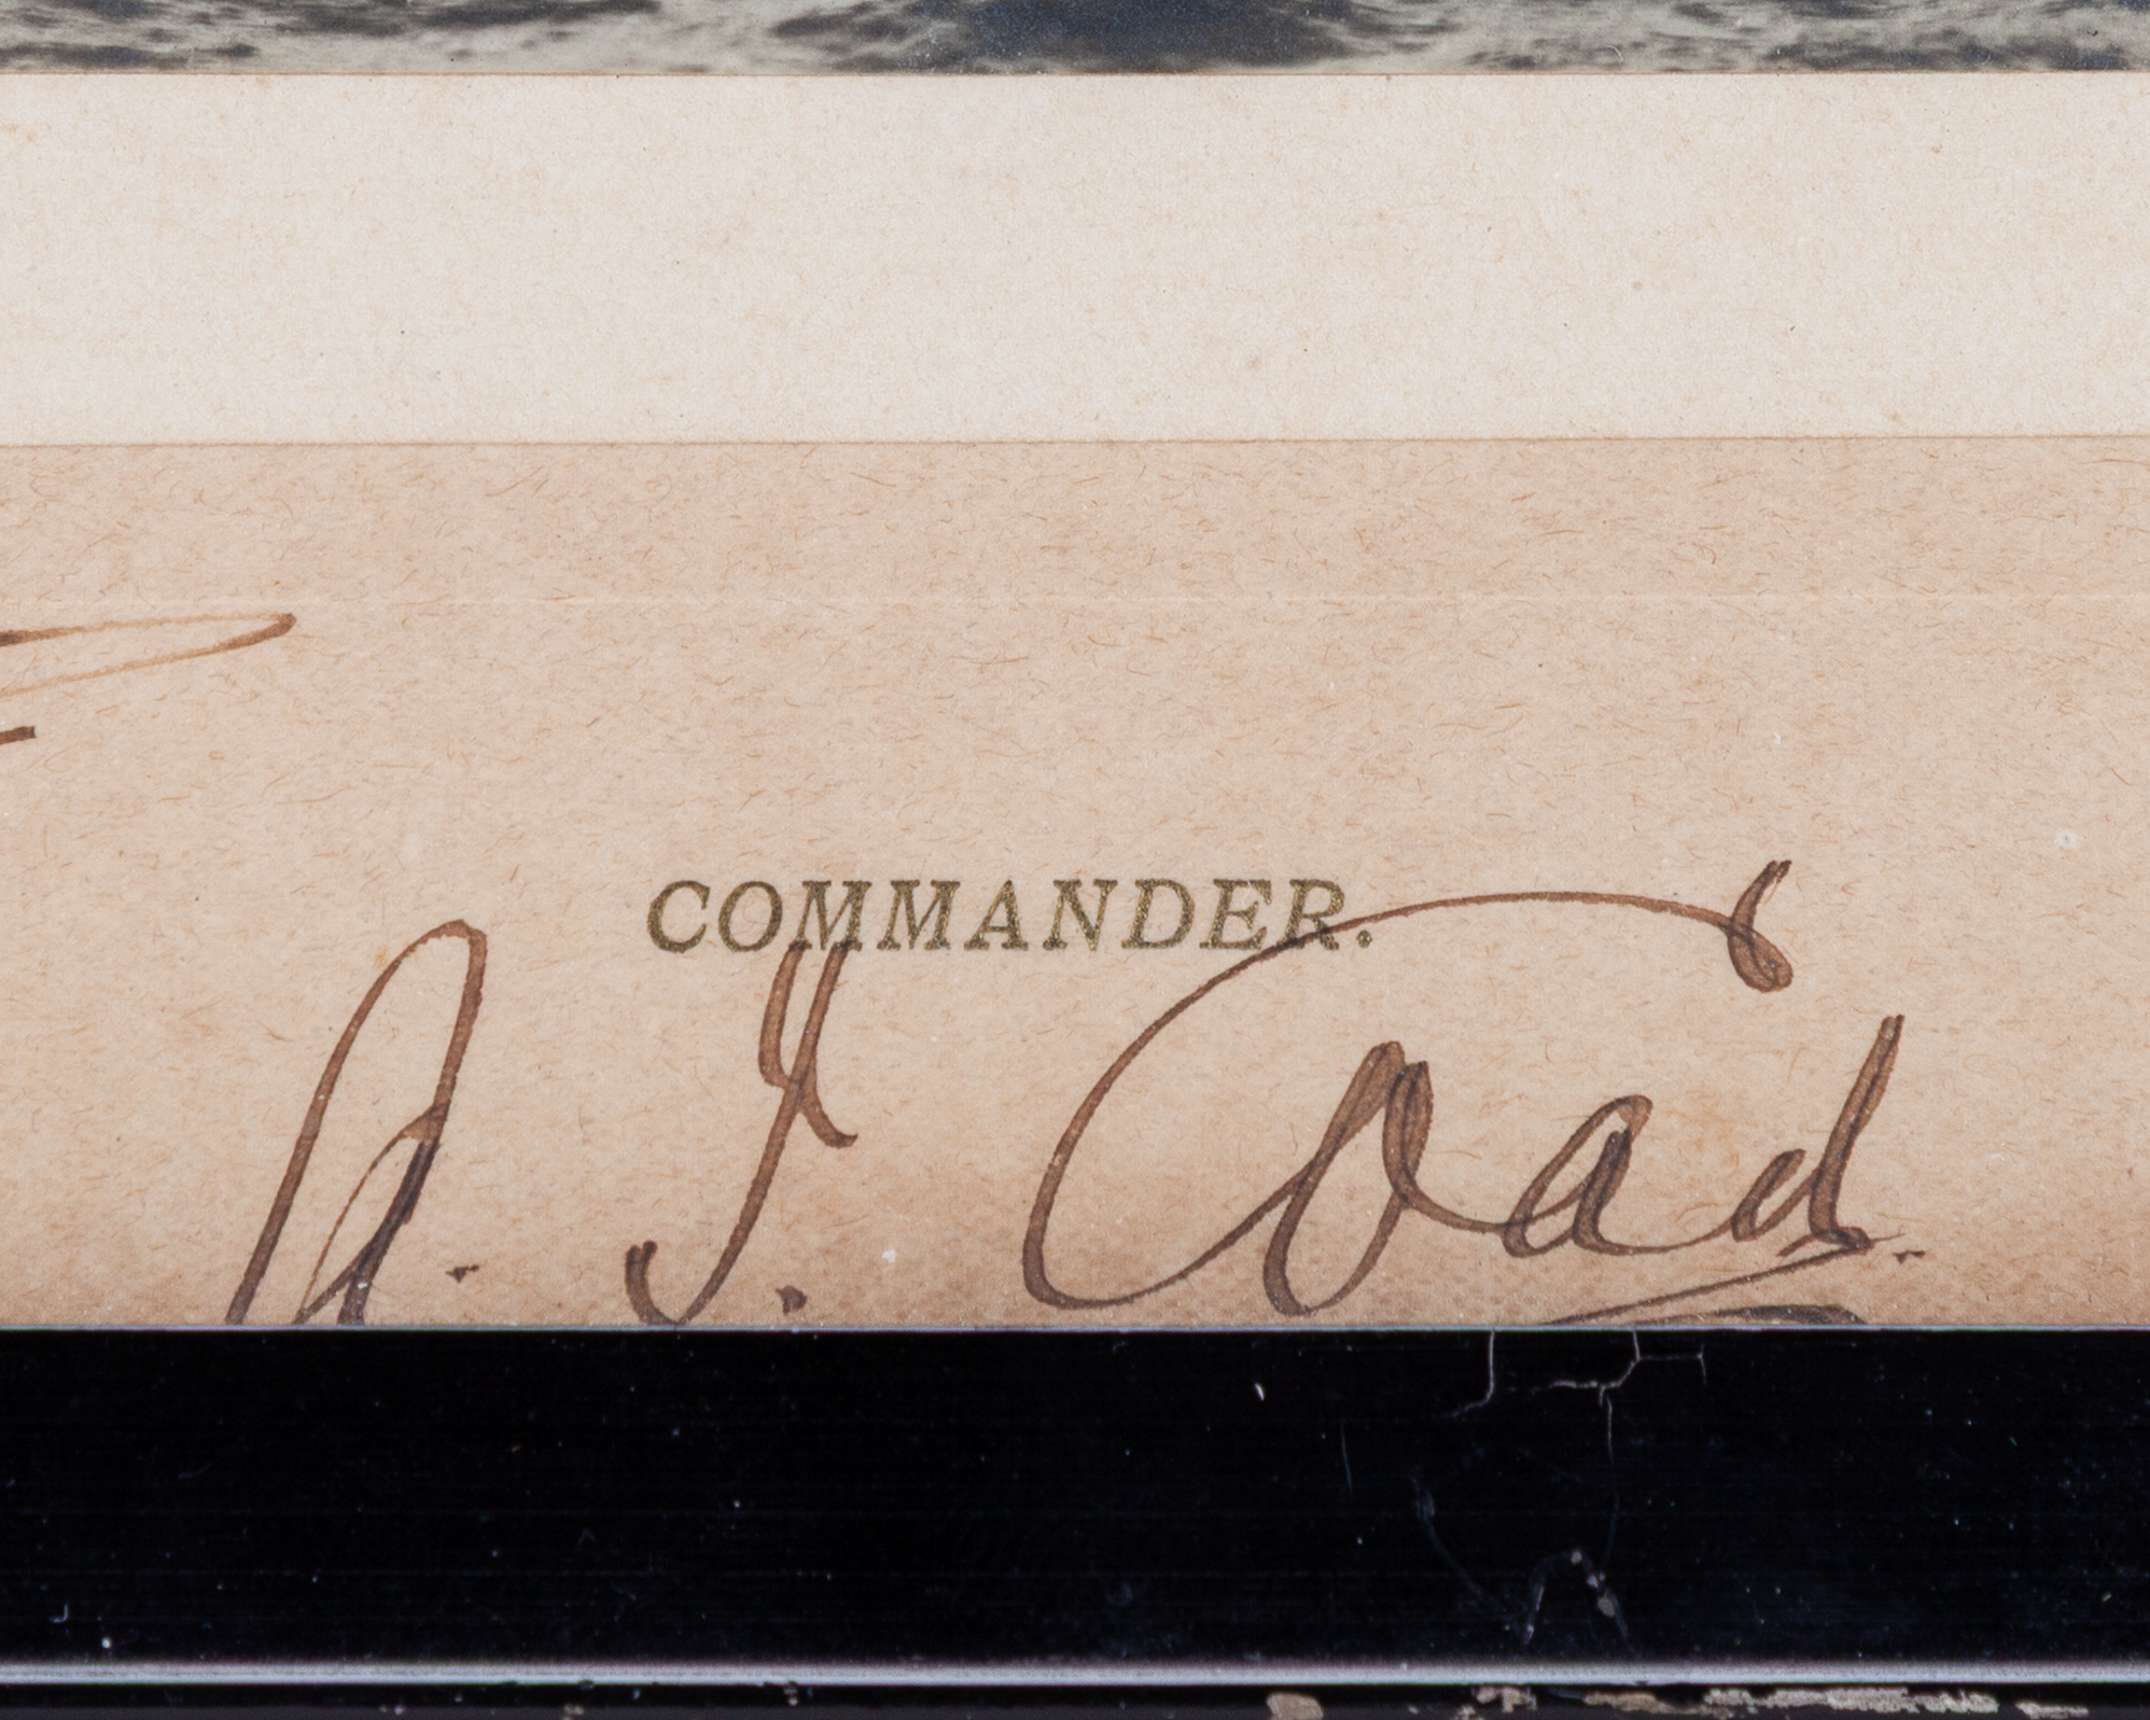 COMMANDER.
A. J. Coad.